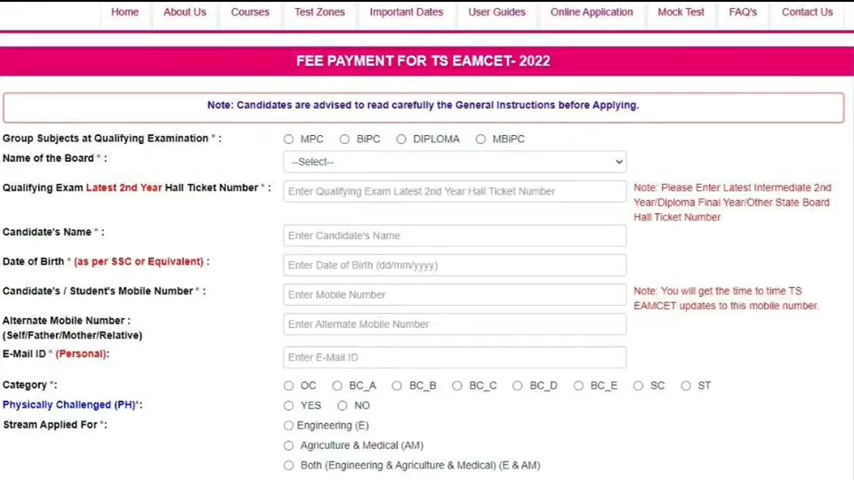 Home About Us Courses Test Zones Important Dates User Guides Online Application Mock Test FAQ's Contact Us
FEE PAYMENT FOR TS EAMCET- 2022
Note: Candidates are advised to read carefully the General Instructions before Applying.
Group Subjects at Qualifying Examination * : MPC BIPC DIPLOMA MBIPC
Name of the Board * : --Select--
Qualifying Exam Latest 2nd Year Hall Ticket Number * : Enter Qualifying Exam Latest 2nd Year Hall Ticket Number
Note: Please Enter Latest Intermediate 2nd
Year/Diploma Final Year/Other State Board
Hall Ticket Number
Candidate's Name * : Enter Candidate's Name
Date of Birth * (as per SSC or Equivalent) : Enter Date of Birth (dd/mm/yyyy)
Candidate's / Student's Mobile Number * : Enter Mobile Number
Note: You will get the time to time TS
EAMCET updates to this mobile number.
Alternate Mobile Number : Enter Alternate Mobile Number
(Self/Father/Mother/Relative)
E-Mail ID * (Personal): Enter E-Mail ID
Category *: OC BC_A BC_B BC_C BC_D BC_E SC ST
Physically Challenged (PH)*: YES NO
Stream Applied For *: Engineering (E)
Agriculture & Medical (AM)
Both (Engineering & Agriculture & Medical) (E & AM)